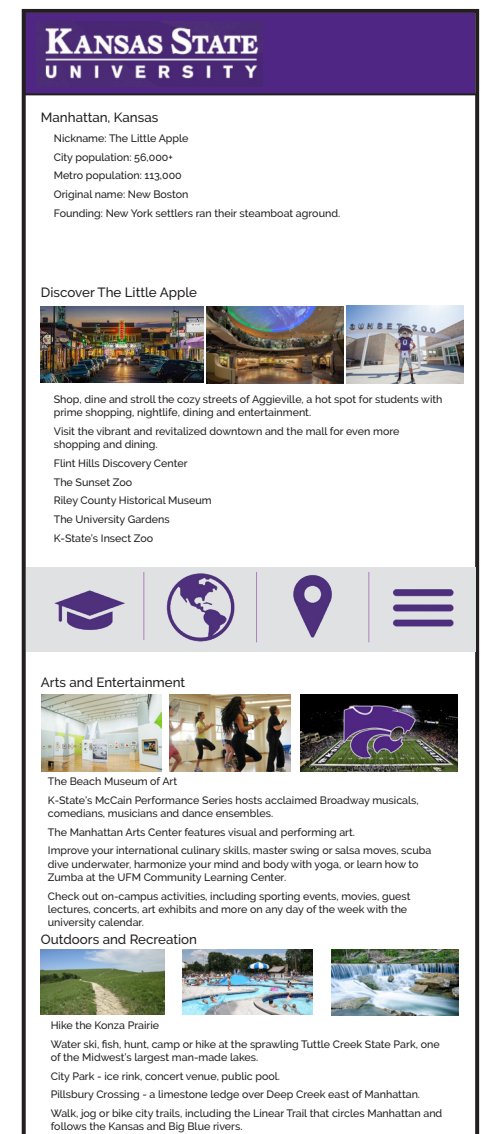 KANSAS STATE
UNIVERSITY
Manhattan, Kansas
Nickname: The Little Apple
City population: 56,000+
Metro population: 113,000
Original name: New Boston
Founding: New York settlers ran their steamboat aground.
Discover The Little Apple
SUNSET ZOO
Shop, dine and stroll the cozy streets of Aggieville, a hot spot for students with
prime shopping, nightlife, dining and entertainment.
Visit the vibrant and revitalized downtown and the mall for even more
shopping and dining.
Flint Hills Discovery Center
The Sunset Zoo
Riley County Historical Museum
The University Gardens
K-State's Insect Zoo
Arts and Entertainment
The Beach Museum of Art
K-State's McCain Performance Series hosts acclaimed Broadway musicals,
comedians, musicians and dance ensembles.
The Manhattan Arts Center features visual and performing art.
Improve your international culinary skills, master swing or salsa moves, scuba
dive underwater, harmonize your mind and body with yoga, or learn how to
Zumba at the UFM Community Learning Center.
Check out on-campus activities, including sporting events, movies, guest
lectures, concerts, art exhibits and more on any day of the week with the
university calendar.
Outdoors and Recreation
Hike the Konza Prairie
Water ski, fish, hunt, camp or hike at the sprawling Tuttle Creek State Park, one
of the Midwest's largest man-made lakes.
City Park - ice rink, concert venue, public pool.
Pillsbury Crossing - a limestone ledge over Deep Creek east of Manhattan.
Walk, jog or bike city trails, including the Linear Trail that circles Manhattan and
follows the Kansas and Big Blue rivers.